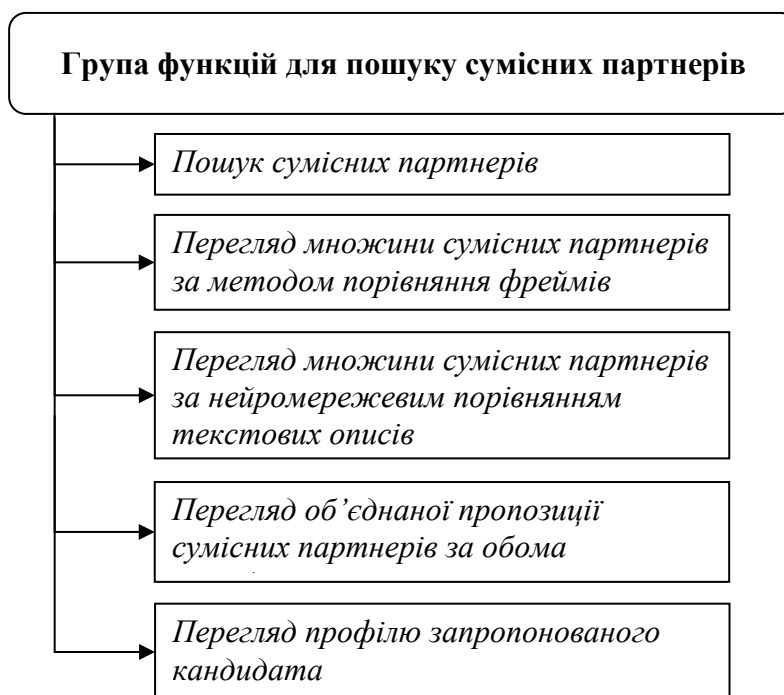 Група функцій для пошуку сумісних партнерів
Пошук сумісних партнерів
Перегляд множини сумісних партнерів
за методом порівняння фреймів
Перегляд множини сумісних партнерів
за нейромережевим порівнянням
текстових описів
Перегляд об’єднаної пропозиції
сумісних партнерів за обома
Перегляд профілю запропонованого
кандидата